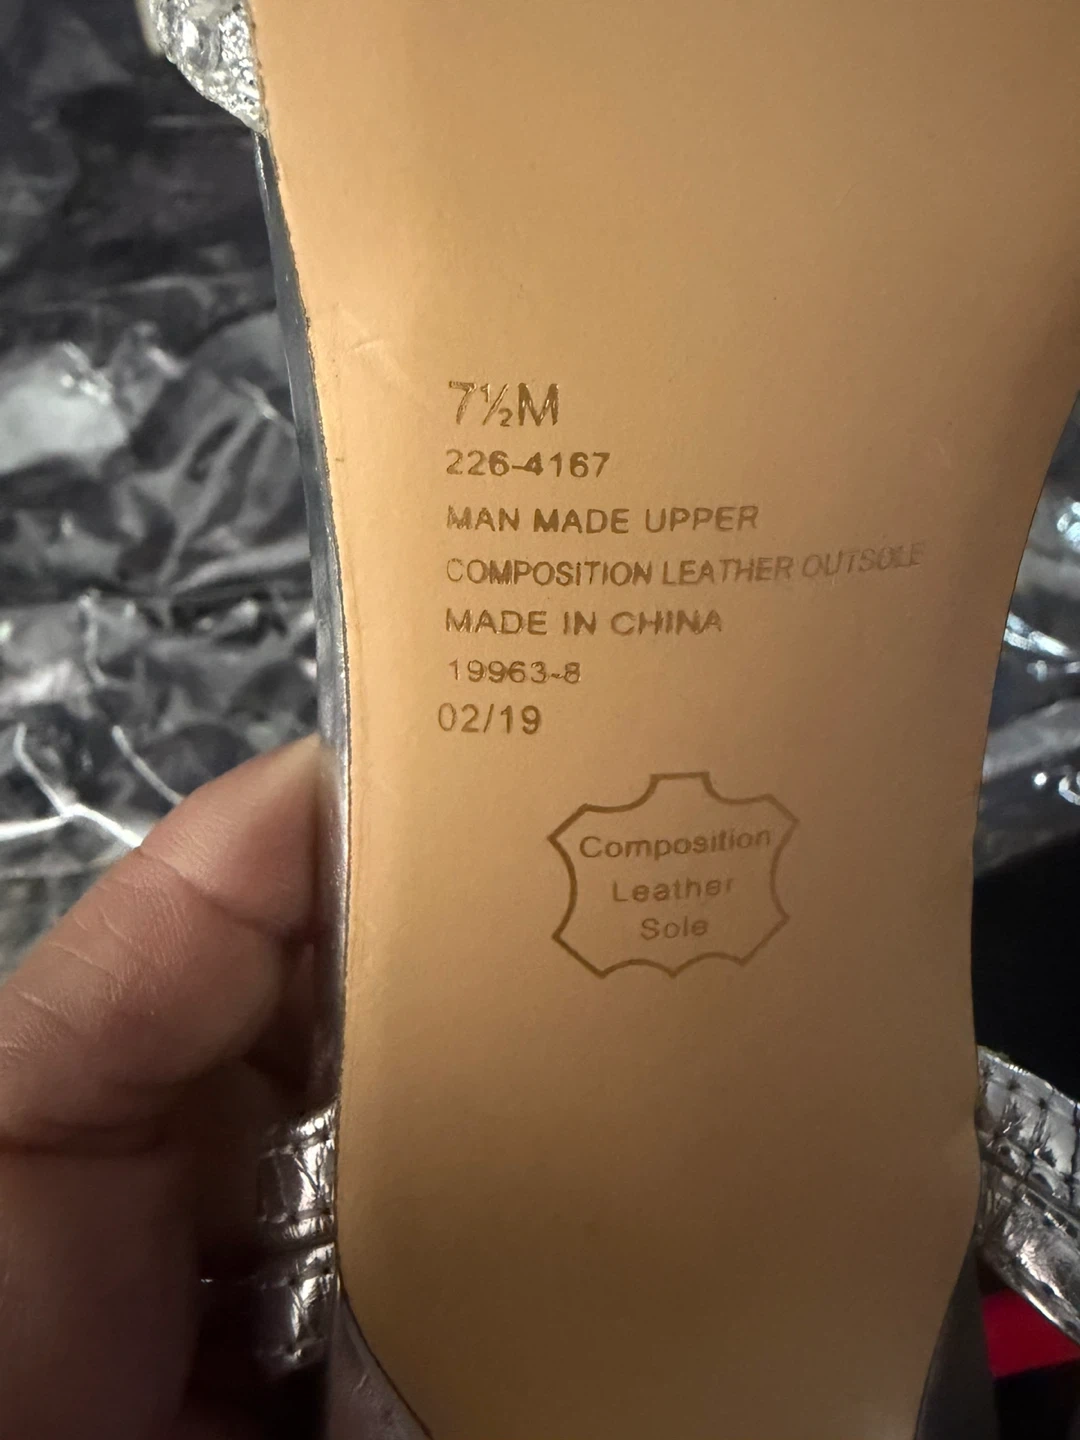 7½M
226-4167
MAN MADE UPPER
COMPOSITION LEATHER OUTSOLE
MADE IN CHINA
19963-8
02/19
Composition
Leather
Sole